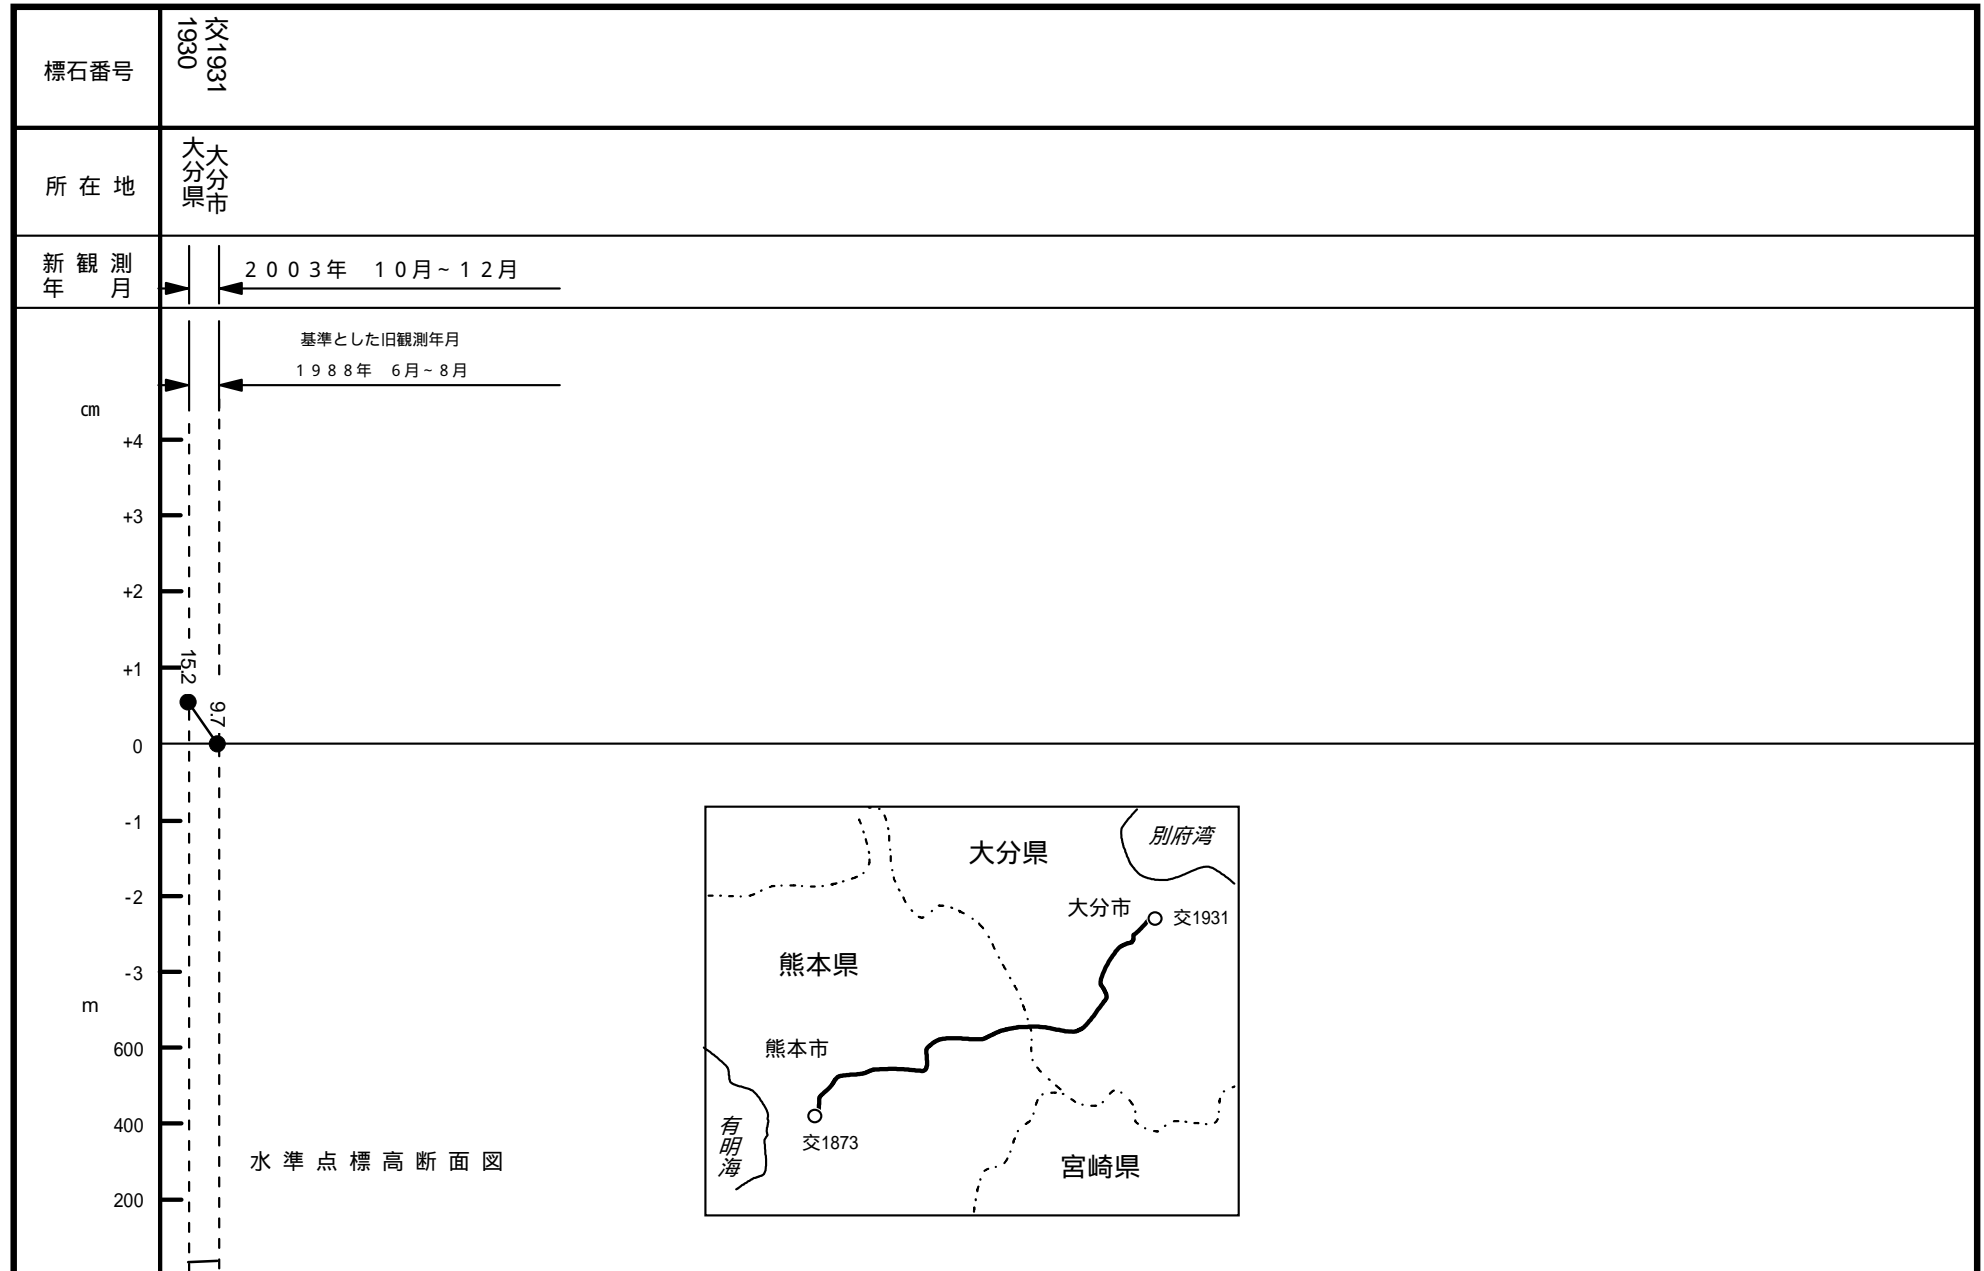 標石番号
1930
交1931
所在地
大分県
大分市
新観測
年月
2003年 10月~12月
基準とした旧観測年月
1988年 6月~8月
cm
+4
+3
+2
+1
15.2
9.7
0
-1
-2
-3
m
600
400
200
水準点標高断面図
大分県
別府湾
大分市
交1931
熊本県
熊本市
有明海
交1873
宮崎県